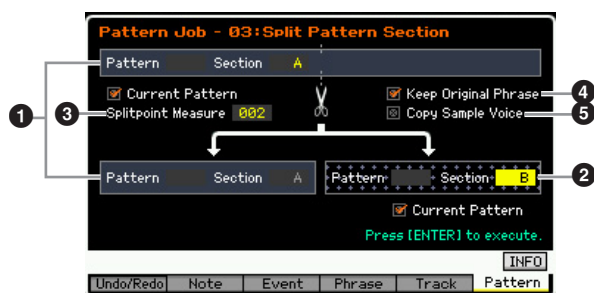 Pattern Job - 03:Split Pattern Section
Pattern Section A
Current Pattern
Keep Original Phrase
4
1
3
Splitpoint Measure 002
Copy Sample Voice
5
Pattern Section A
Pattern Section B
2
Current Pattern
Press [ENTER] to execute.
INFO
Undo/Redo Note Event Phrase Track Pattern